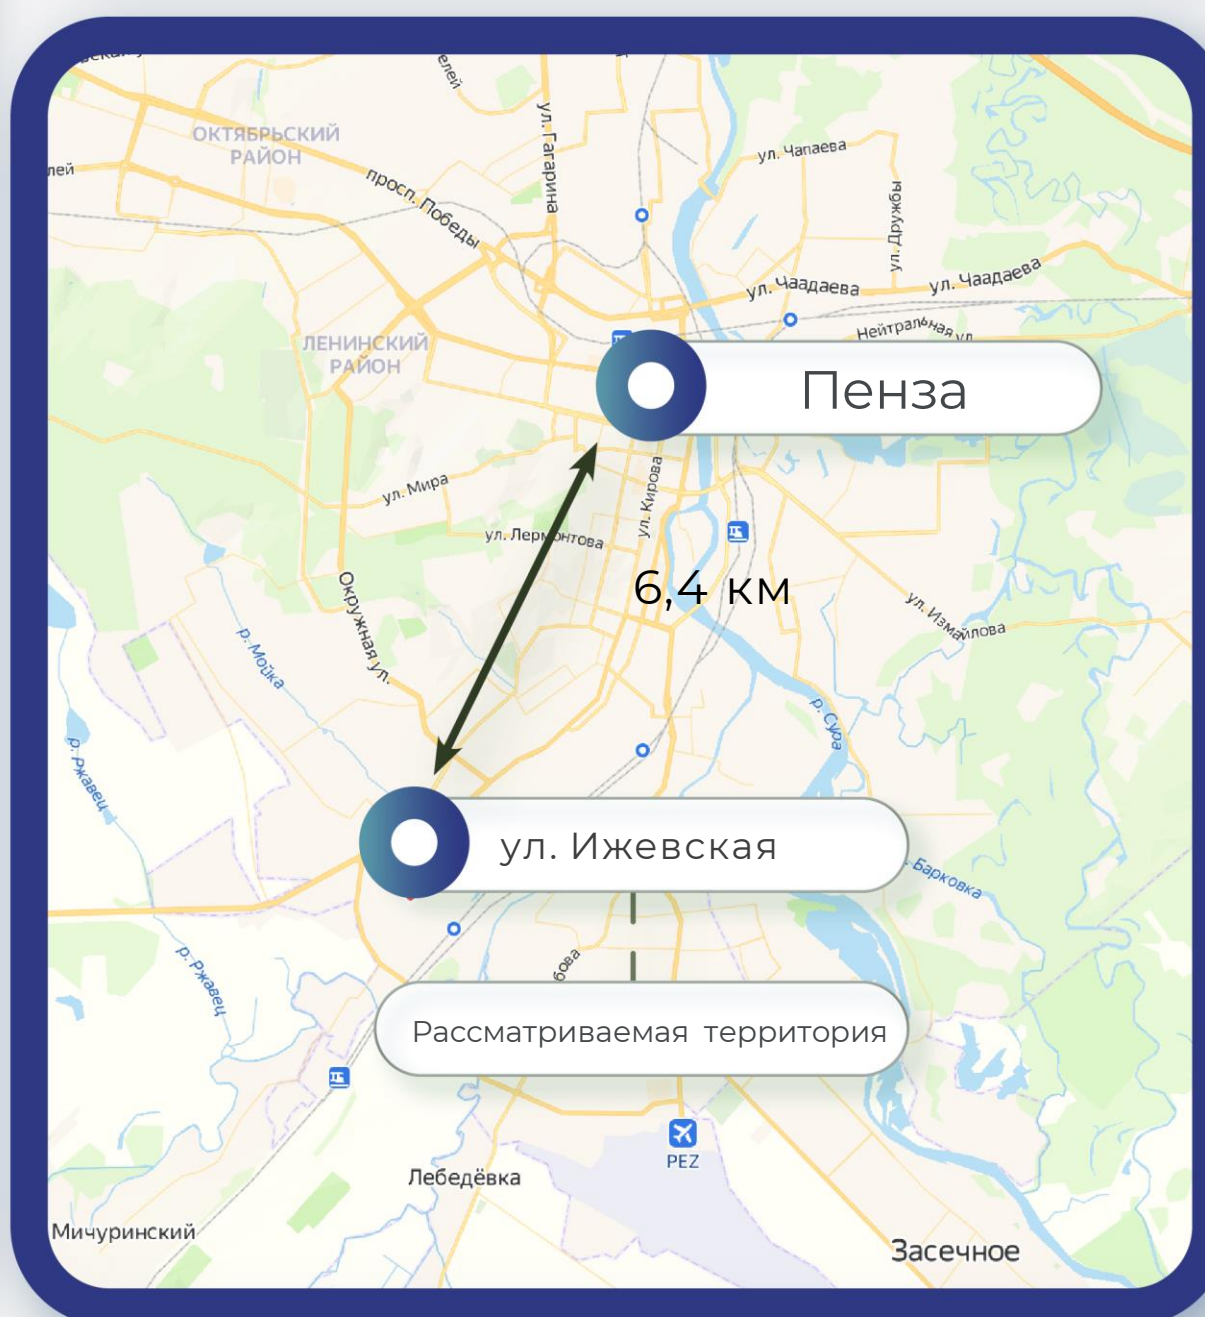 ул. Гагарина
ОКТЯБРЬСКИЙ
РАЙОН
ул. Чапаева
просп. Победы
ул. Дружбы
ул. Чаадаева
ул. Чаадаева
Нейтральная ул.
ЛЕНИНСКИЙ
РАЙОН
Пенза
ул. Мира
ул. Кирова
ул. Лермонтова
6,4 км
Окружная ул.
ул. Измайлова
р. Мойка
р. Сура
р. Ржавец
ул. Ижевская
Барковка
р. Ржавец
Рассматриваемая территория
PEZ
Лебедёвка
Мичуринский
Засечное